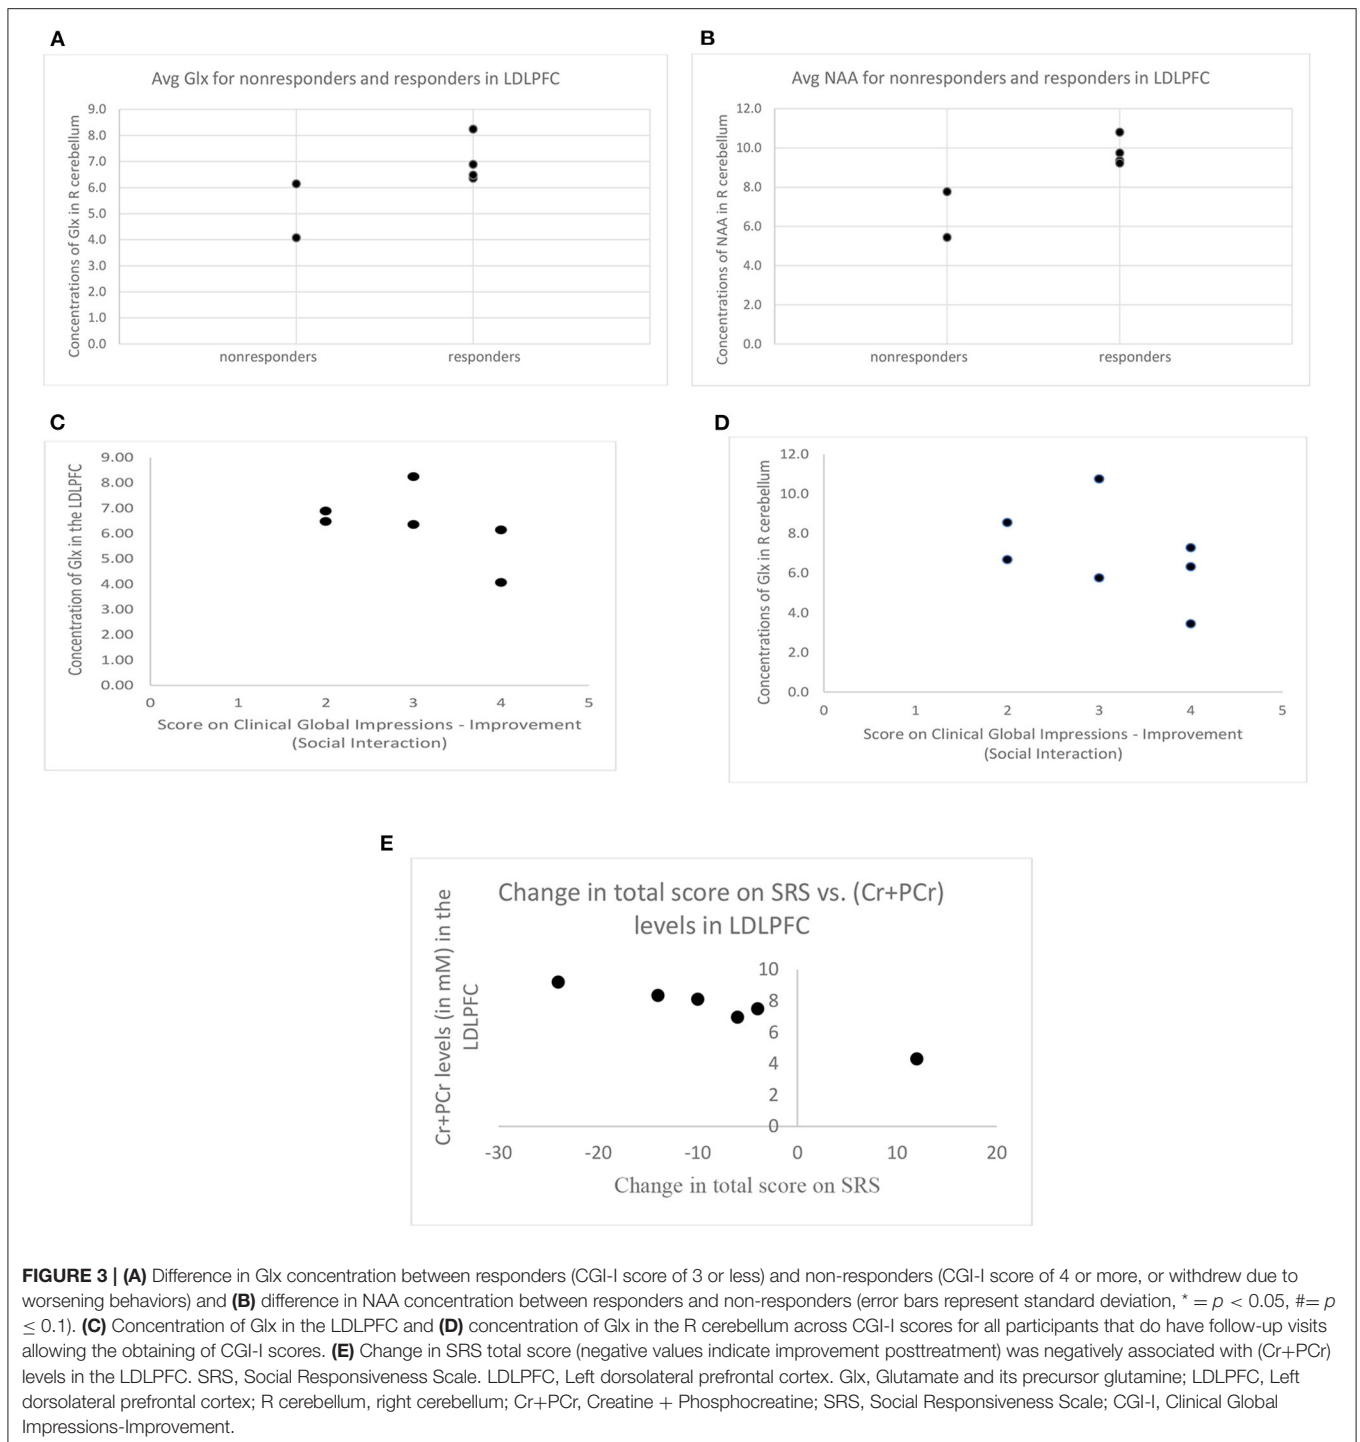 A
Avg Glx for nonresponders and responders in LDLPFC
Concentrations of Glx in R cerebellum
9.0
8.0
7.0
6.0
5.0
4.0
3.0
2.0
1.0
0.0
nonresponders
responders
B
Avg NAA for nonresponders and responders in LDLPFC
Concentrations of NAA in R cerebellum
12.0
10.0
8.0
6.0
4.0
2.0
0.0
nonresponders
responders
C
Concentration of Glx in the LDLPFC
9.00
8.00
7.00
6.00
5.00
4.00
3.00
2.00
1.00
0.00
0 1 2 3 4 5
Score on Clinical Global Impressions - Improvement
(Social Interaction)
D
Concentrations of Glx in R cerebellum
12.0
10.0
8.0
6.0
4.0
2.0
0.0
0 1 2 3 4 5
Score on Clinical Global Impressions - Improvement
(Social Interaction)
E
Change in total score on SRS vs. (Cr+PCr)
levels in LDLPFC
Cr+PCr levels (in mM) in the
LDLPFC
10
8
6
4
2
0
-30 -20 -10 0 10 20
Change in total score on SRS
FIGURE 3 | (A) Difference in Glx concentration between responders (CGI-I score of 3 or less) and non-responders (CGI-I score of 4 or more, or withdrew due to
worsening behaviors) and (B) difference in NAA concentration between responders and non-responders (error bars represent standard deviation, * = p < 0.05, #= p
≤ 0.1). (C) Concentration of Glx in the LDLPFC and (D) concentration of Glx in the R cerebellum across CGI-I scores for all participants that do have follow-up visits
allowing the obtaining of CGI-I scores. (E) Change in SRS total score (negative values indicate improvement posttreatment) was negatively associated with (Cr+PCr)
levels in the LDLPFC. SRS, Social Responsiveness Scale. LDLPFC, Left dorsolateral prefrontal cortex. Glx, Glutamate and its precursor glutamine; LDLPFC, Left
dorsolateral prefrontal cortex; R cerebellum, right cerebellum; Cr+PCr, Creatine + Phosphocreatine; SRS, Social Responsiveness Scale; CGI-I, Clinical Global
Impressions-Improvement.